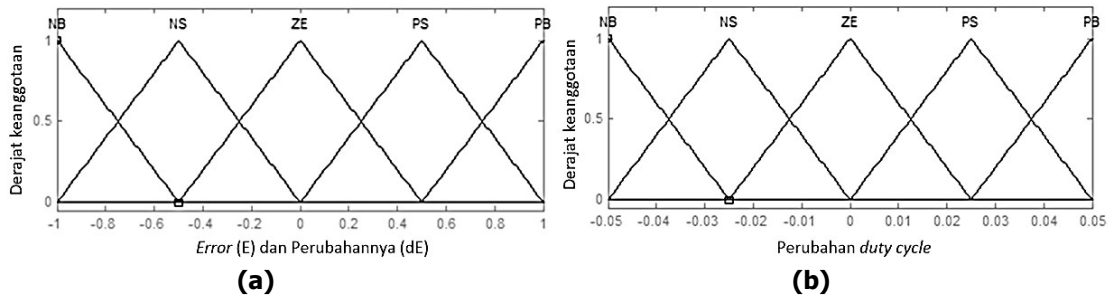 NB NS ZE PS PB
1
0.5
0
Derajat keanggotaan
-1 -0.8 -0.6 -0.4 -0.2 0 0.2 0.4 0.6 0.8 1
Error (E) dan Perubahannya (dE)
(a)
NB NS ZE PS PB
1
0.5
0
Derajat keanggotaan
-0.05 -0.04 -0.03 -0.02 -0.01 0 0.01 0.02 0.03 0.04 0.05
Perubahan duty cycle
(b)